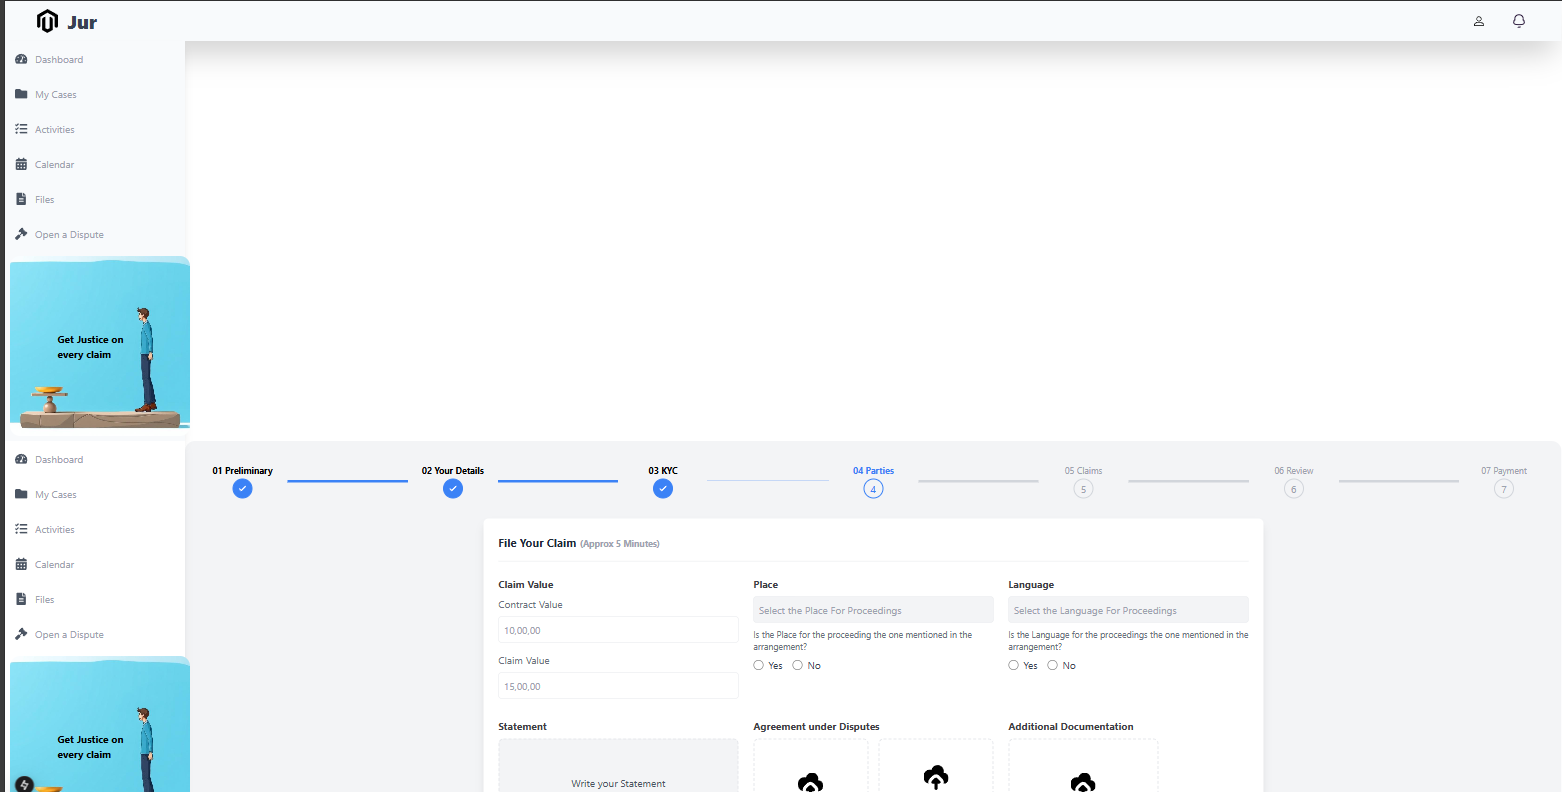 Jur
Dashboard
My Cases
Activities
Calendar
Files
Open a Dispute
Get Justice on
every claim
Dashboard
My Cases
Activities
Calendar
Files
Open a Dispute
Get Justice on
every claim
01 Preliminary
02 Your Details
03 KYC
04 Parties
05 Claims
06 Review
07 Payment
4
5
6
7
File Your Claim (Approx 5 Minutes)
Claim Value
Contract Value
10,00,00
Claim Value
15,00,00
Place
Select the Place For Proceedings
Is the Place for the proceeding the one mentioned in the
arrangement?
Yes No
Language
Select the Language For Proceedings
Is the Language for the proceedings the one mentioned in the
arrangement?
Yes No
Statement
Write your Statement
Agreement under Disputes
Additional Documentation